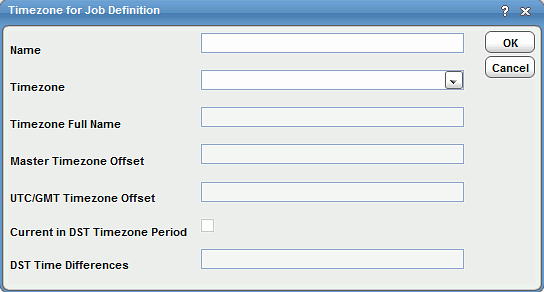 Timezone for Job Definition ? ×
Name
OK
Timezone
Cancel
Timezone Full Name
Master Timezone Offset
UTC/GMT Timezone Offset
Current in DST Timezone Period
DST Time Differences